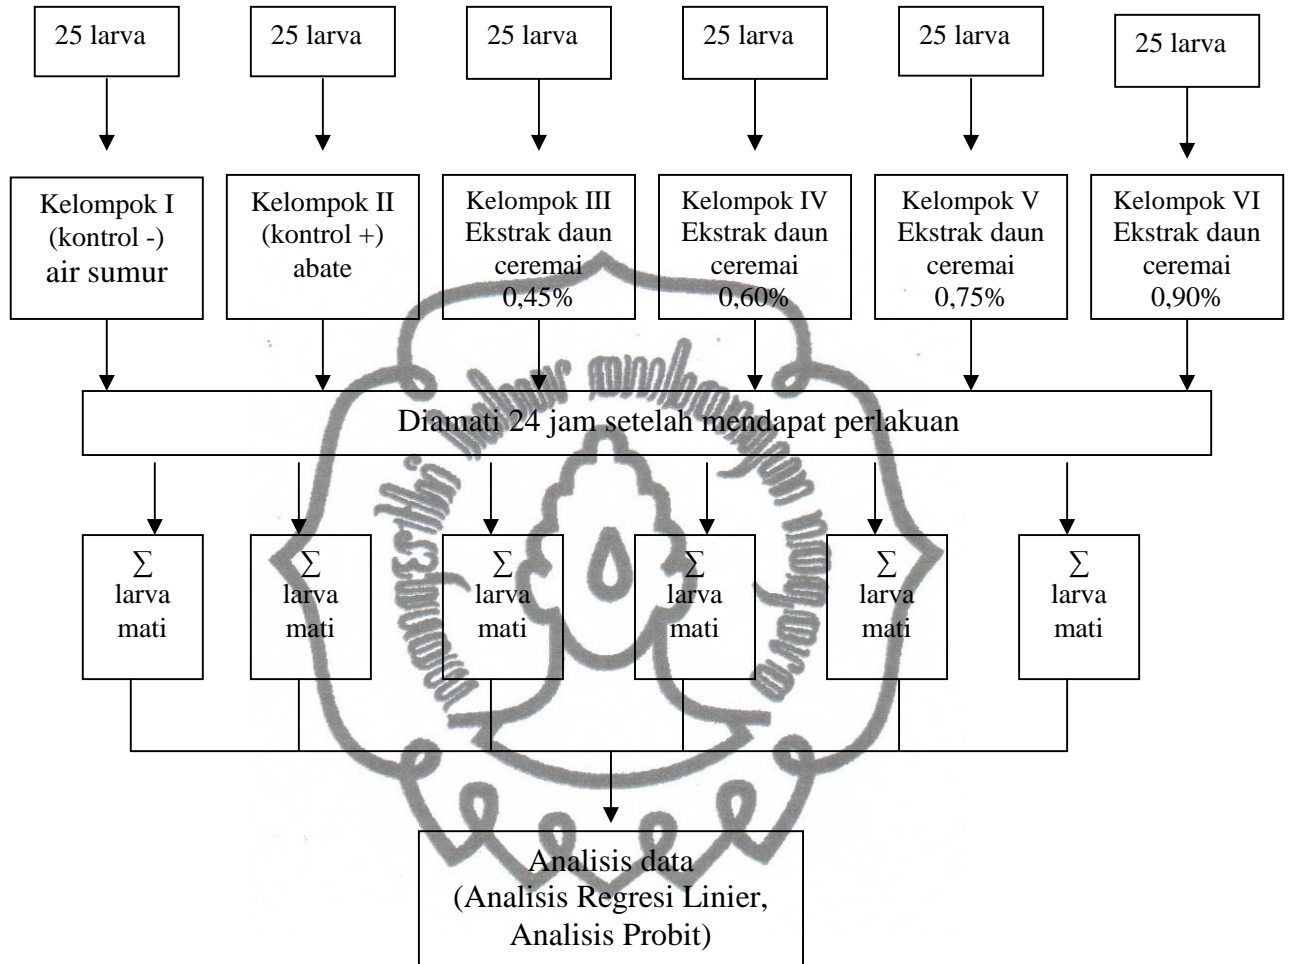 25 larva
25 larva
25 larva
25 larva
25 larva
25 larva
Kelompok I
(kontrol -)
air sumur
Kelompok II
(kontrol +)
abate
Kelompok III
Ekstrak daun
ceremai
0,45%
Kelompok IV
Ekstrak daun
ceremai
0,60%
Kelompok V
Ekstrak daun
ceremai
0,75%
Kelompok VI
Ekstrak daun
ceremai
0,90%
Diamati 24 jam setelah mendapat perlakuan
∑
larva
mati
∑
larva
mati
∑
larva
mati
∑
larva
mati
∑
larva
mati
∑
larva
mati
Analisis data
(Analisis Regresi Linier,
Analisis Probit)